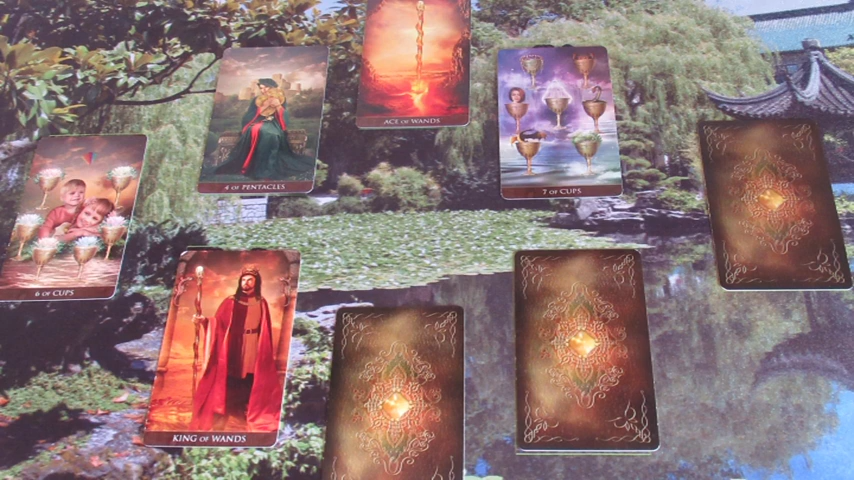 ACE OF WANDS
4 OF PENTACLES
7 OF CUPS
6 OF CUPS
KING OF WANDS